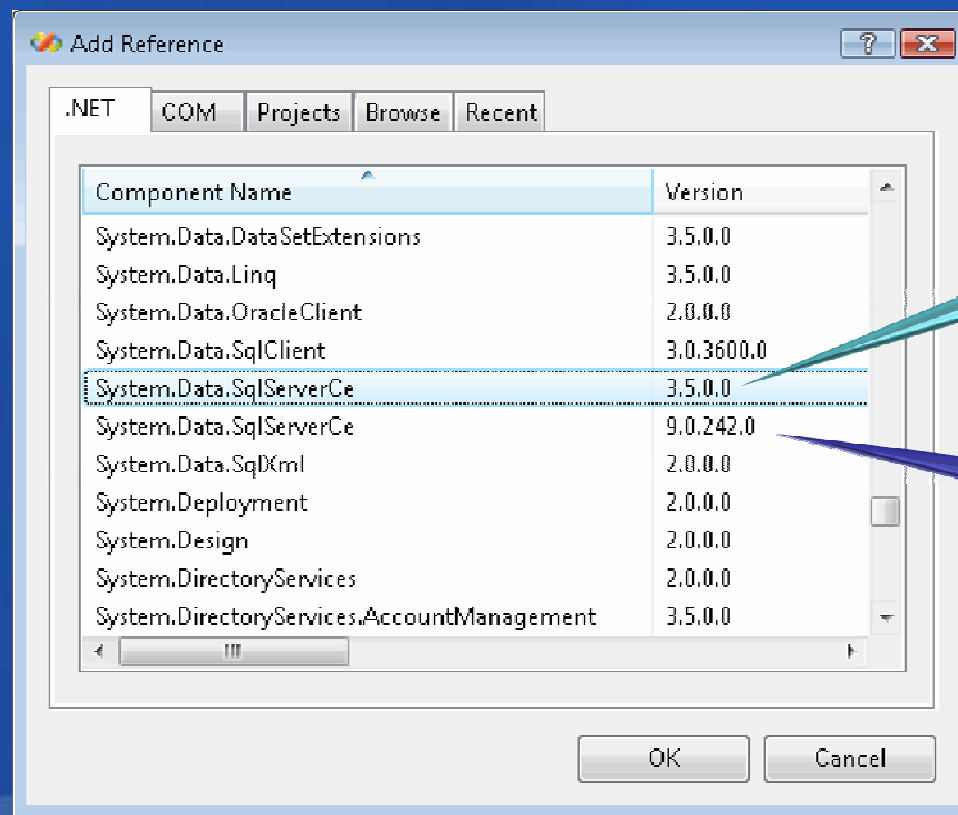 Add Reference
?
.NET COM Projects Browse Recent
Component Name Version
System.Data.DataSetExtensions 3.5.0.0
System.Data.Linq 3.5.0.0
System.Data.OracleClient 2.0.0.0
System.Data.SqlClient 3.0.3600.0
System.Data.SqlServerCe 3.5.0.0
System.Data.SqlServerCe 9.0.242.0
System.Data.SqlXml 2.0.0.0
System.Deployment 2.0.0.0
System.Design 2.0.0.0
System.DirectoryServices 2.0.0.0
System.DirectoryServices.AccountManagement 3.5.0.0
OK Cancel